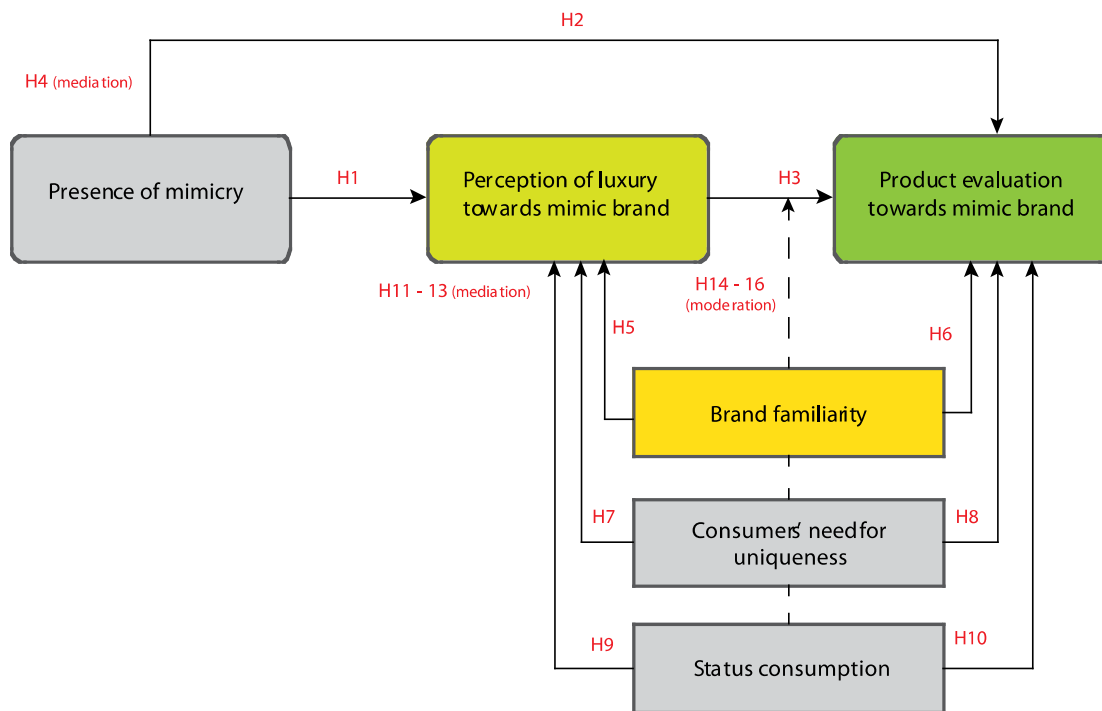 H2
H4 (mediation)
Presence of mimicry
H1
Perception of luxury
towards mimic brand
H3
Product evaluation
towards mimic brand
H11 - 13 (mediation)
H14 - 16
(moderation)
H5
H6
Brand familiarity
H7
Consumers' need for
uniqueness
H8
H9
Status consumption
H10